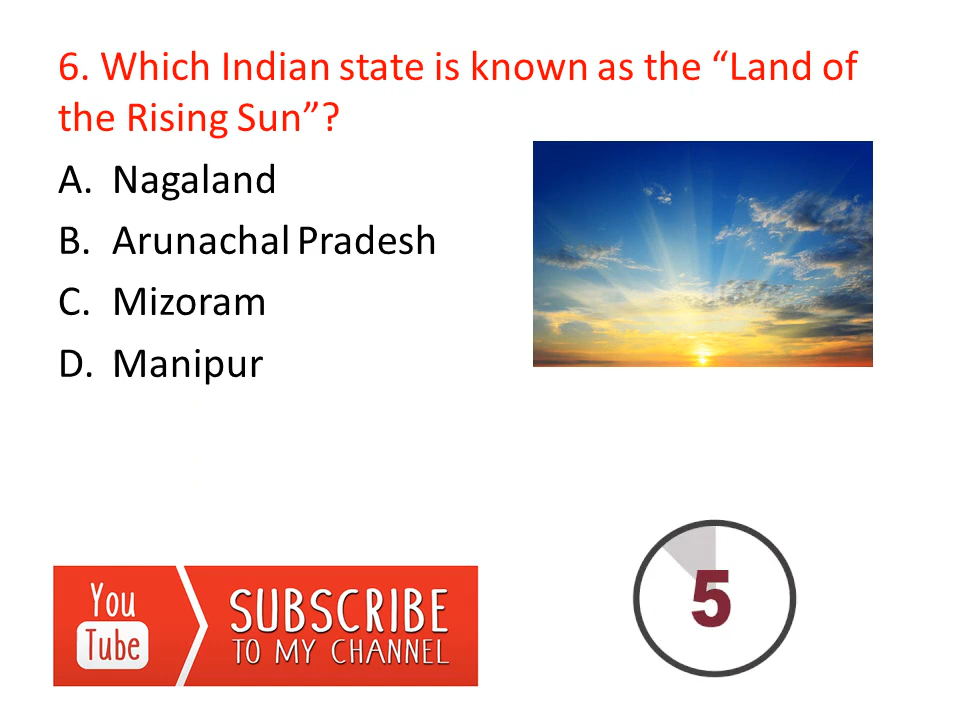 6. Which Indian state is known as the “Land of
the Rising Sun”?
A. Nagaland
B. Arunachal Pradesh
C. Mizoram
D. Manipur
You
Tube
SUBSCRIBE
TO MY CHANNEL
5